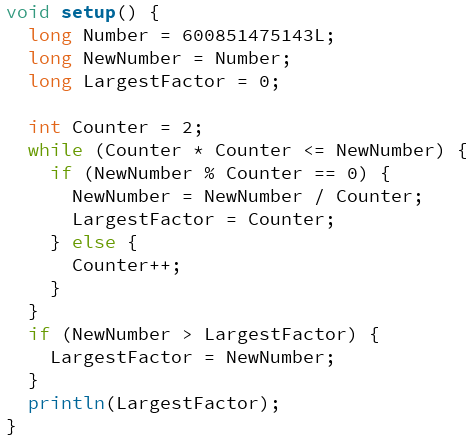 void setup() {
  long Number = 600851475143L;
  long NewNumber = Number;
  long LargestFactor = 0;

  int Counter = 2;
  while (Counter * Counter <= NewNumber) {
    if (NewNumber % Counter == 0) {
      NewNumber = NewNumber / Counter;
      LargestFactor = Counter;
    } else {
      Counter++;
    }
  }
  if (NewNumber > LargestFactor) {
    LargestFactor = NewNumber;
  }
  println(LargestFactor);
}